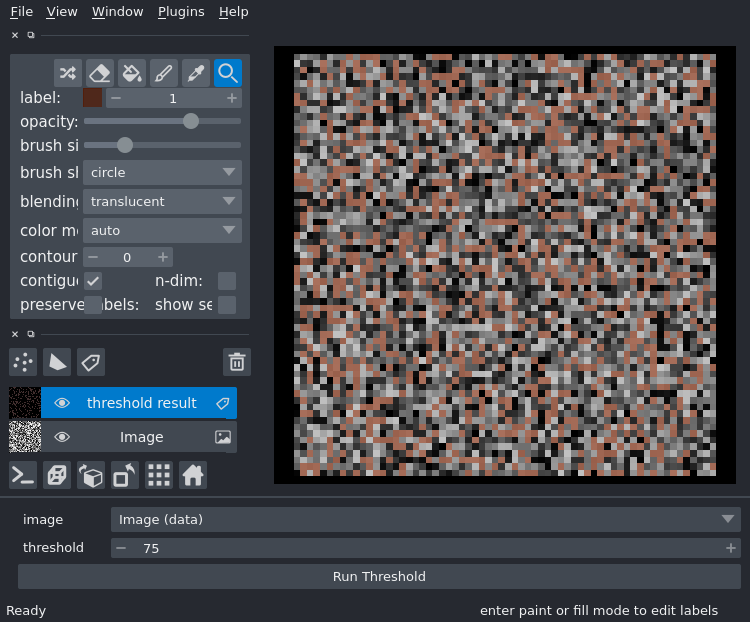 File View Window Plugins Help
label: 1
opacity:
brush si
brush sl circle
blending translucent
color m auto
contour 0
contigu n-dim:
preserve abels: show se
threshold result
Image
image Image (data)
threshold 75
Run Threshold
Ready enter paint or fill mode to edit labels